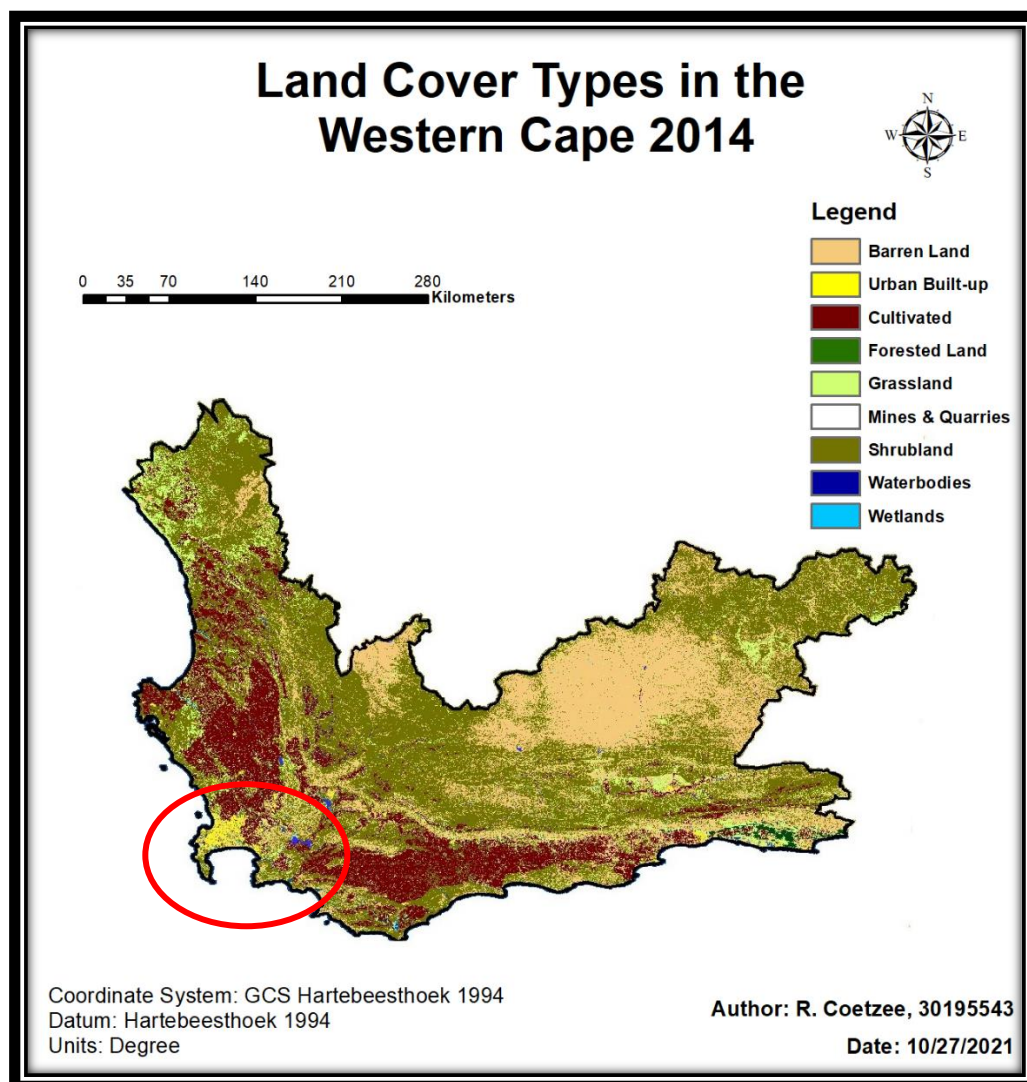 Land Cover Types in the
Western Cape 2014
N
W E
S
Legend
Barren Land
Urban Built-up
Cultivated
Forested Land
Grassland
Mines & Quarries
Shrubland
Waterbodies
Wetlands
0 35 70 140 210 280
Kilometers
Coordinate System: GCS Hartebeesthoek 1994
Datum: Hartebeesthoek 1994
Units: Degree
Author: R. Coetzee, 30195543
Date: 10/27/2021